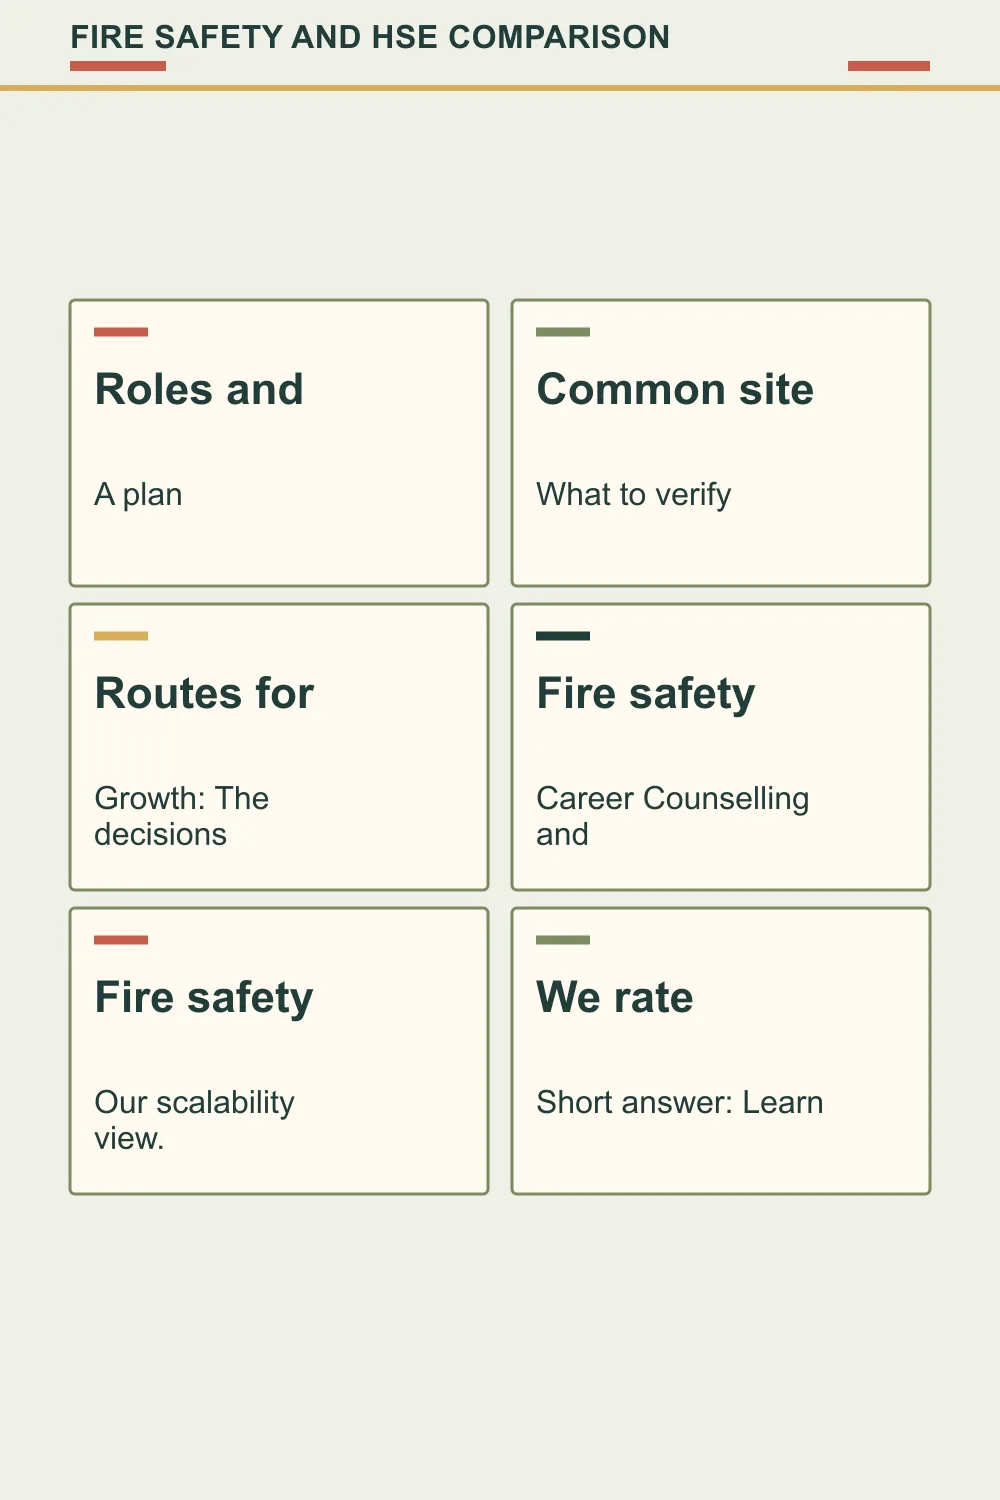 FIRE SAFETY AND HSE COMPARISON
Roles and
A plan
Common site
What to verify
Routes for
Growth: The
decisions
Fire safety
Career Counselling
and
Fire safety
Our scalability
view.
We rate
Short answer: Learn